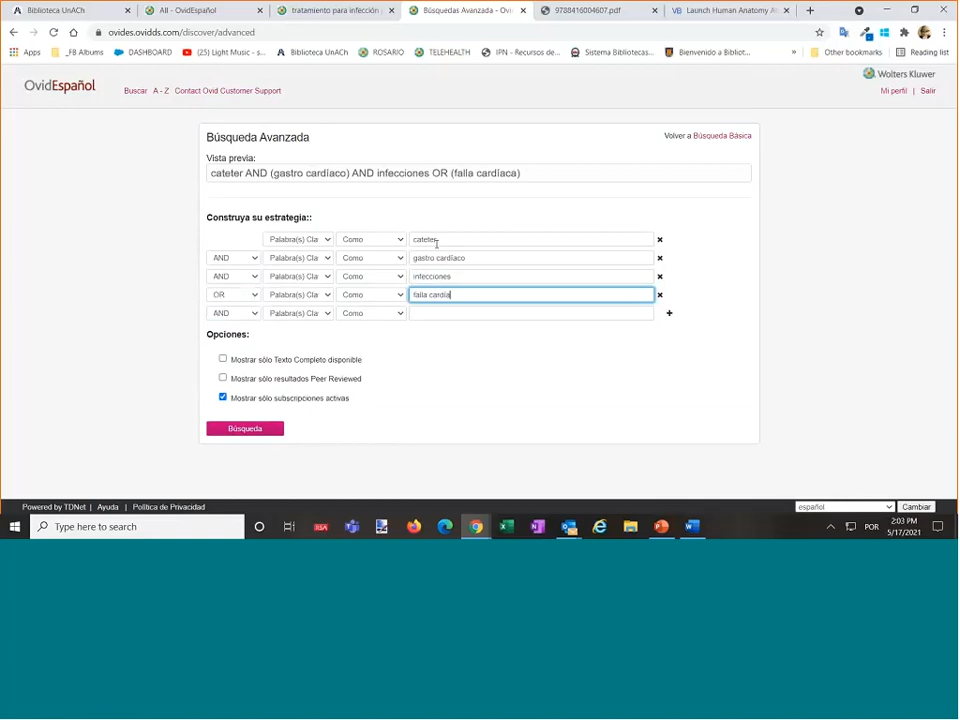 Biblioteca UnACh
All - OvidEspañol
tratamiento para infección
Búsquedas Avanzada - Ovi
9788416004607.pdf
VB Launch Human Anatomy A
ovides.ovidds.com/discover/advanced
Apps _FB Albums DASHBOARD (25) Light Music - s... Biblioteca UnACh ROSARIO TELEHEALTH IPN - Recursos de... Sistema Bibliotecas... Bienvenido a Bibliot... » Other bookmarks Reading list
Wolters Kluwer
OvidEspañol
Buscar A - Z Contact Ovid Customer Support
Mi perfil | Salir
Búsqueda Avanzada
Volver a Búsqueda Básica
Vista previa:
cateter AND (gastro cardíaco) AND infecciones OR (falla cardíaca)
Construya su estrategia::
Palabra(s) Cla Como cateter
AND Palabra(s) Cla Como gastro cardíaco
AND Palabra(s) Cla Como infecciones
OR Palabra(s) Cla Como falla cardía
AND Palabra(s) Cla Como
Opciones:
Mostrar sólo Texto Completo disponible
Mostrar sólo resultados Peer Reviewed
Mostrar sólo subscripciones activas
Búsqueda
Powered by TDNet | Ayuda | Política de Privacidad
español Cambiar
Type here to search
RSA
POR
2:03 PM
5/17/2021